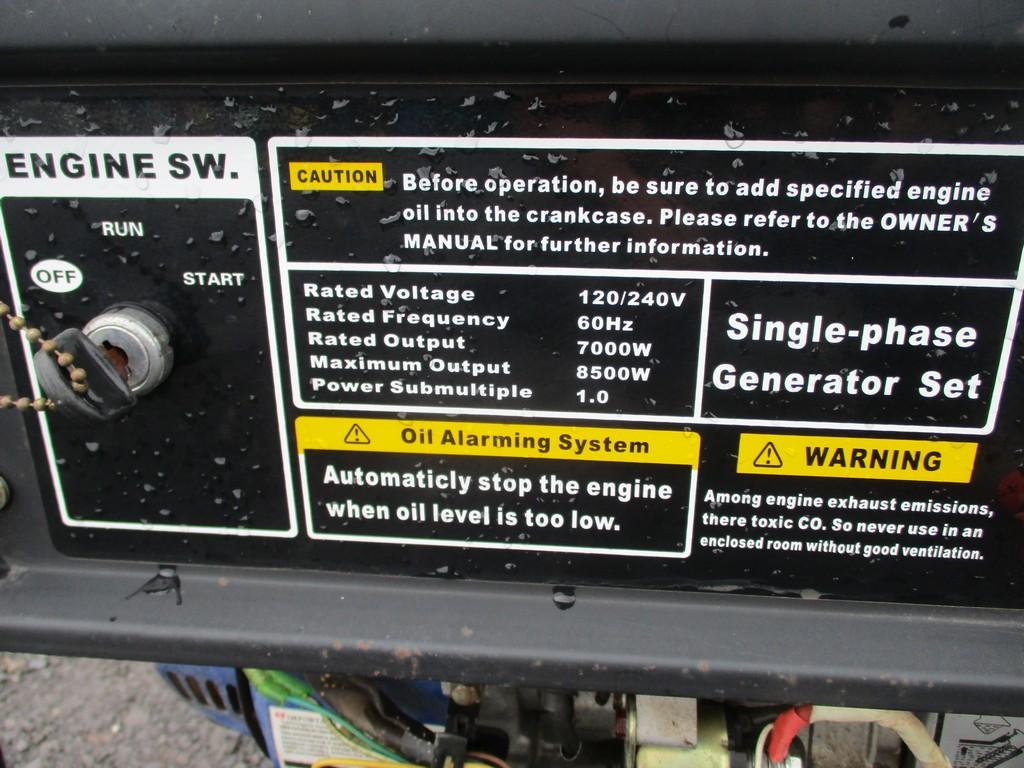 ENGINE SW.
RUN
OFF
START
CAUTION
Before operation, be sure to add specified engine
oil into the crankcase. Please refer to the OWNER'S
MANUAL for further information.
Rated Voltage 120/240V
Rated Frequency 60Hz
Rated Output 7000W
Maximum Output 8500W
Power Submultiple 1.0
Single-phase
Generator Set
Oil Alarming System
Automaticly stop the engine
when oil level is too low.
WARNING
Among engine exhaust emissions,
there toxic CO. So never use in an
enclosed room without good ventilation.